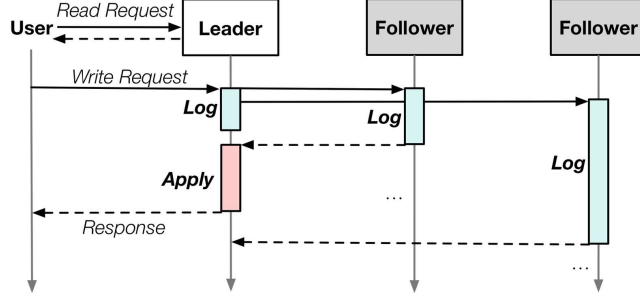 Read Request
User
Leader
Follower
Follower
Write Request
Log
Log
Log
Apply
...
Response
...